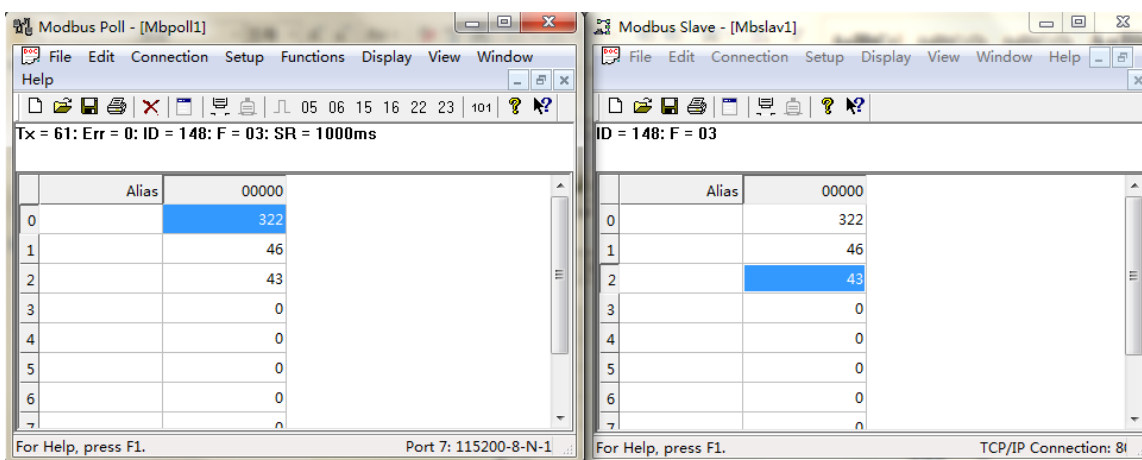 Modbus Poll - [Mbpoll1]
File Edit Connection Setup Functions Display View Window
Help
05 06 15 16 22 23 101
Tx = 61: Err = 0: ID = 148: F = 03: SR = 1000ms
Alias 00000
0 322
1 46
2 43
3 0
4 0
5 0
6 0
7 0
For Help, press F1. Port 7: 115200-8-N-1
Modbus Slave - [Mbslav1]
File Edit Connection Setup Display View Window Help
ID = 148: F = 03
Alias 00000
0 322
1 46
2 43
3 0
4 0
5 0
6 0
7 0
For Help, press F1. TCP/IP Connection: